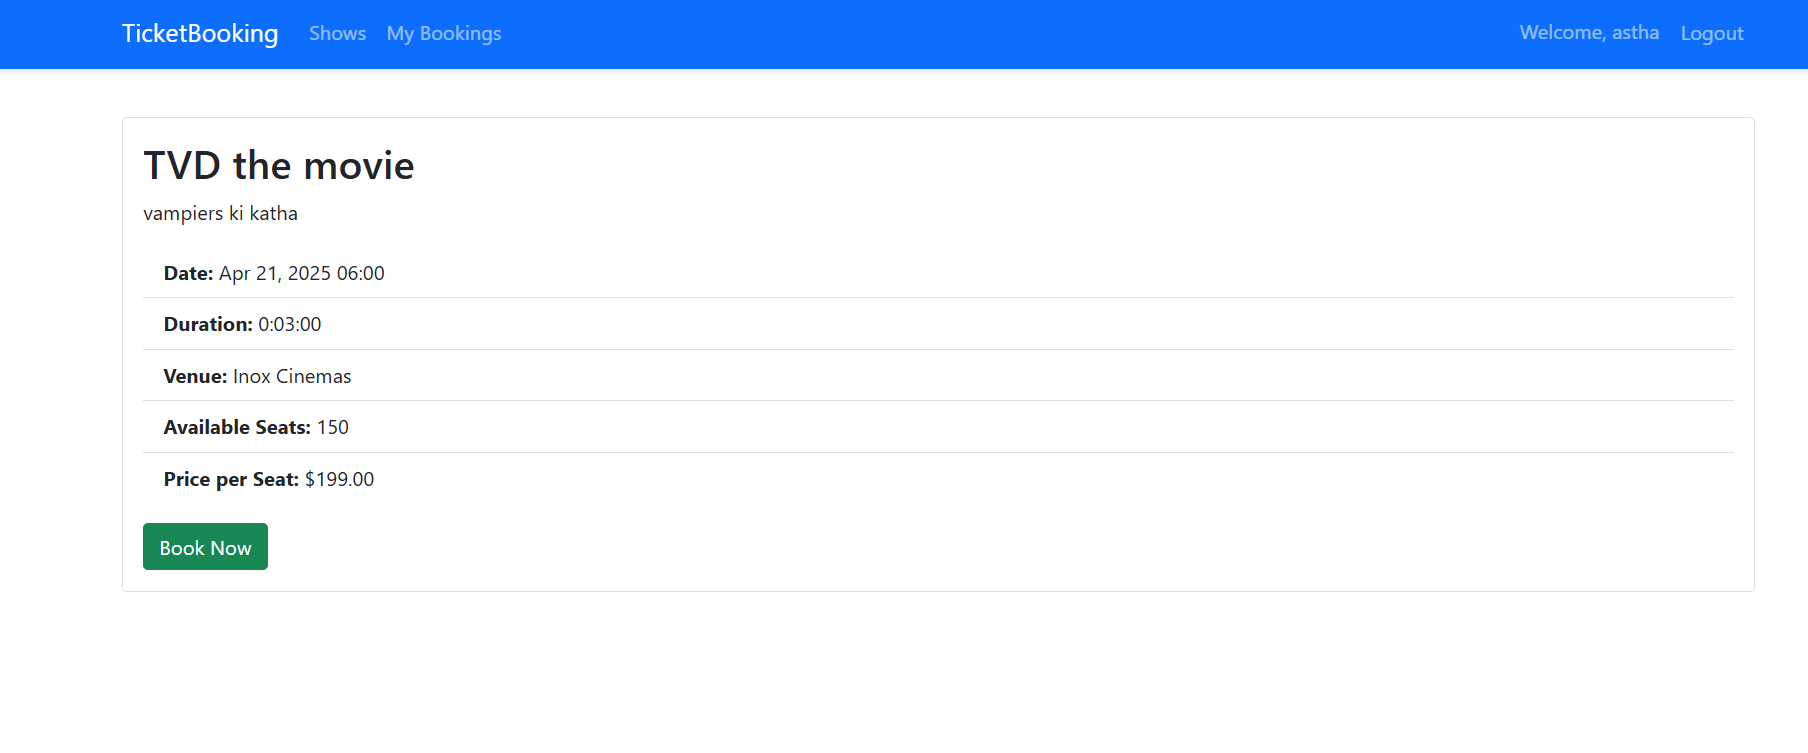 TicketBooking Shows My Bookings Welcome, astha Logout
TVD the movie
vampiers ki katha
Date: Apr 21, 2025 06:00
Duration: 0:03:00
Venue: Inox Cinemas
Available Seats: 150
Price per Seat: $199.00
Book Now